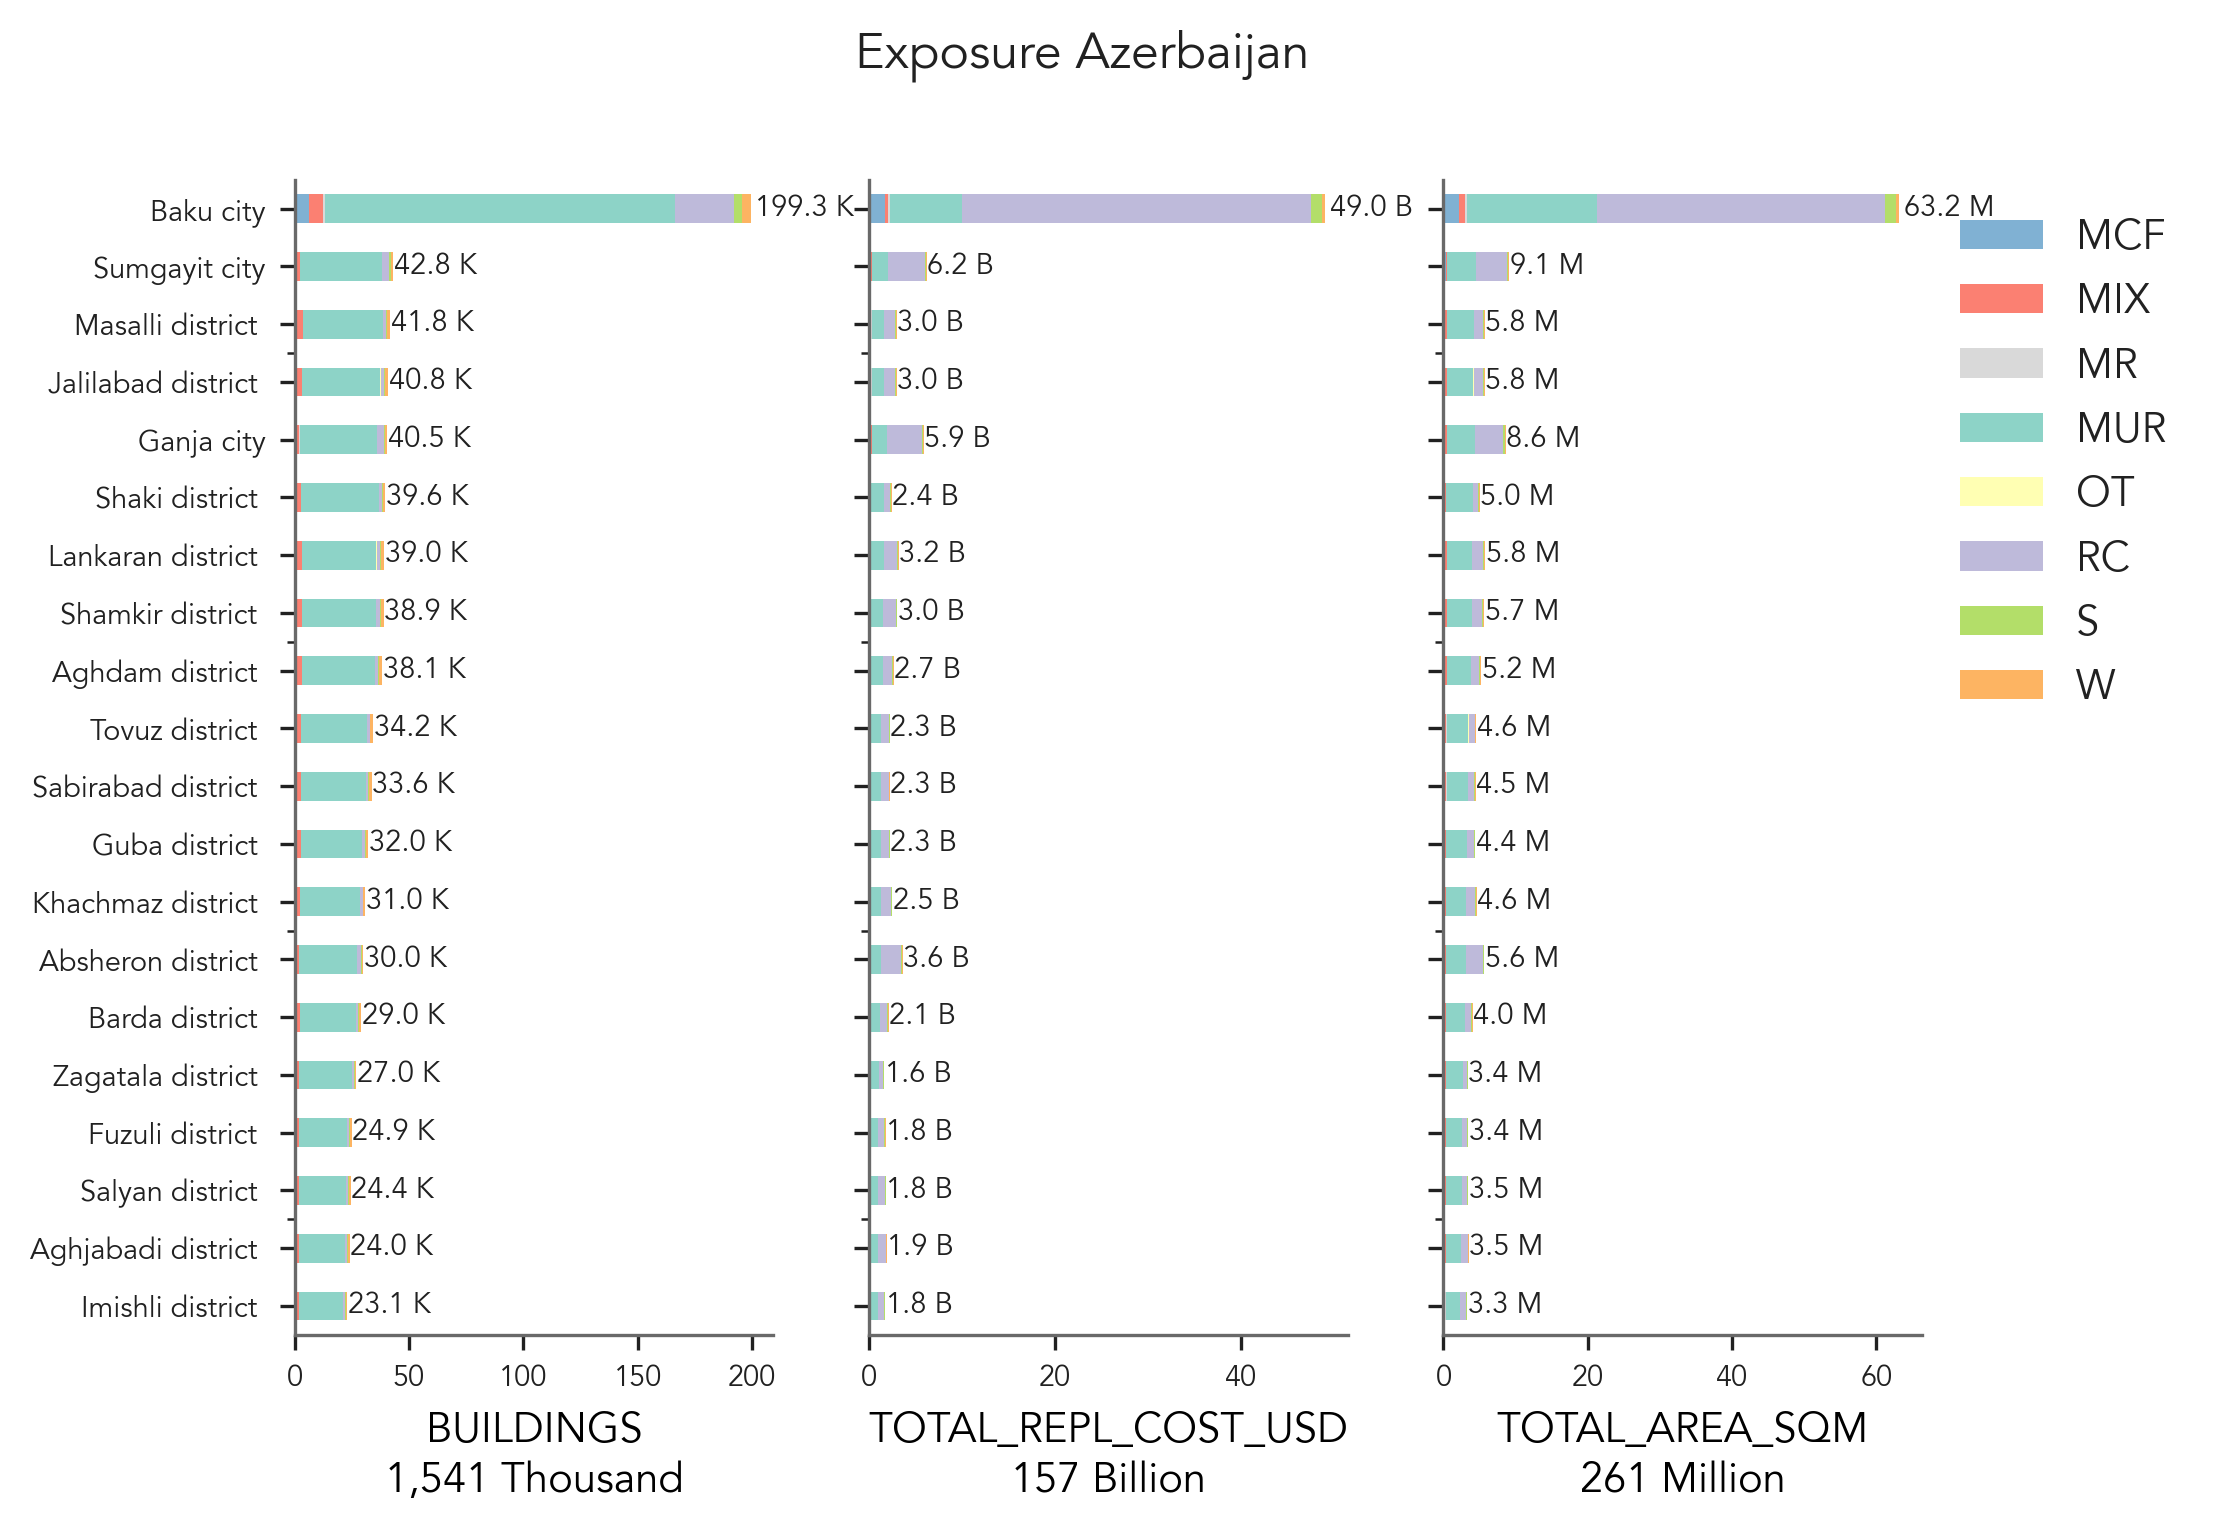 Exposure Azerbaijan
Baku city 199.3 K 49.0 B 63.2 M
Sumgayit city 42.8 K 6.2 B 9.1 M
Masalli district 41.8 K 3.0 B 5.8 M
Jalilabad district 40.8 K 3.0 B 5.8 M
Ganja city 40.5 K 5.9 B 8.6 M
Shaki district 39.6 K 2.4 B 5.0 M
Lankaran district 39.0 K 3.2 B 5.8 M
Shamkir district 38.9 K 3.0 B 5.7 M
Aghdam district 38.1 K 2.7 B 5.2 M
Tovuz district 34.2 K 2.3 B 4.6 M
Sabirabad district 33.6 K 2.3 B 4.5 M
Guba district 32.0 K 2.3 B 4.4 M
Khachmaz district 31.0 K 2.5 B 4.6 M
Absheron district 30.0 K 3.6 B 5.6 M
Barda district 29.0 K 2.1 B 4.0 M
Zagatala district 27.0 K 1.6 B 3.4 M
Fuzuli district 24.9 K 1.8 B 3.4 M
Salyan district 24.4 K 1.8 B 3.5 M
Aghjabadi district 24.0 K 1.9 B 3.5 M
Imishli district 23.1 K 1.8 B 3.3 M
0 50 100 150 200 0 20 40 0 20 40 60
BUILDINGS TOTAL_REPL_COST_USD TOTAL_AREA_SQM
1,541 Thousand 157 Billion 261 Million
MCF
MIX
MR
MUR
OT
RC
S
W